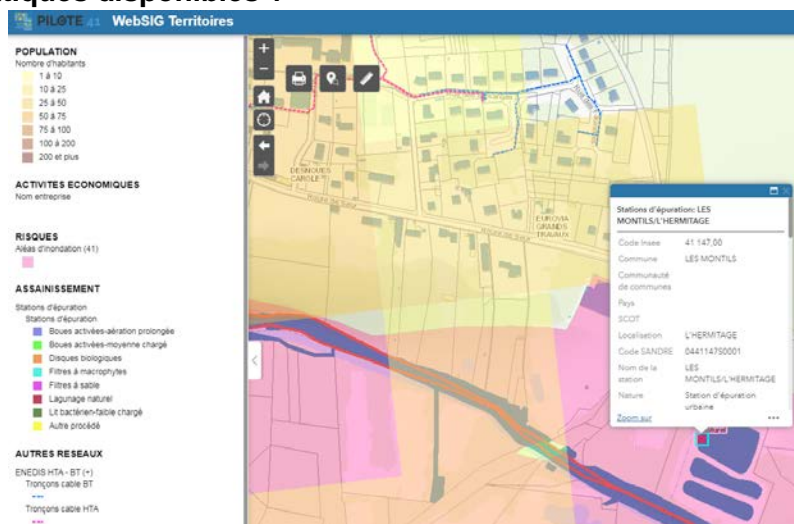 PILOTE 41 WebSIG Territoires
POPULATION
Nombre d'habitants
1 à 10
10 à 25
25 à 50
50 à 75
75 à 100
100 à 200
200 et plus
ACTIVITES ECONOMIQUES
Nom entreprise
RISQUES
Aléas d'inondation (41)
ASSAINISSEMENT
Stations d'épuration
Stations d'épuration
Boues activées-aération prolongée
Boues activées-moyenne chargé
Disques biologiques
Filtres à macrophytes
Filtres à sable
Lagunage naturel
Lit bactérien-faible chargé
Autre procédé
AUTRES RESEAUX
ENEDIS HTA - BT (+)
Tronçons cable BT
Tronçons cable HTA
DESNOUES
CAROLE
EUROVIA
GRANDS
TRAVAUX
Stations d'épuration: LES
MONTILS/L'HERMITAGE
Code Insee 41 147,00
Commune LES MONTILS
Communauté
de communes
Pays
SCOT
Localisation L'HERMITAGE
Code SANDRE 0441147S0001
Nom de la LES
station MONTILS/L'HERMITAGE
Nature Station d'épuration
urbaine
Zoom sur